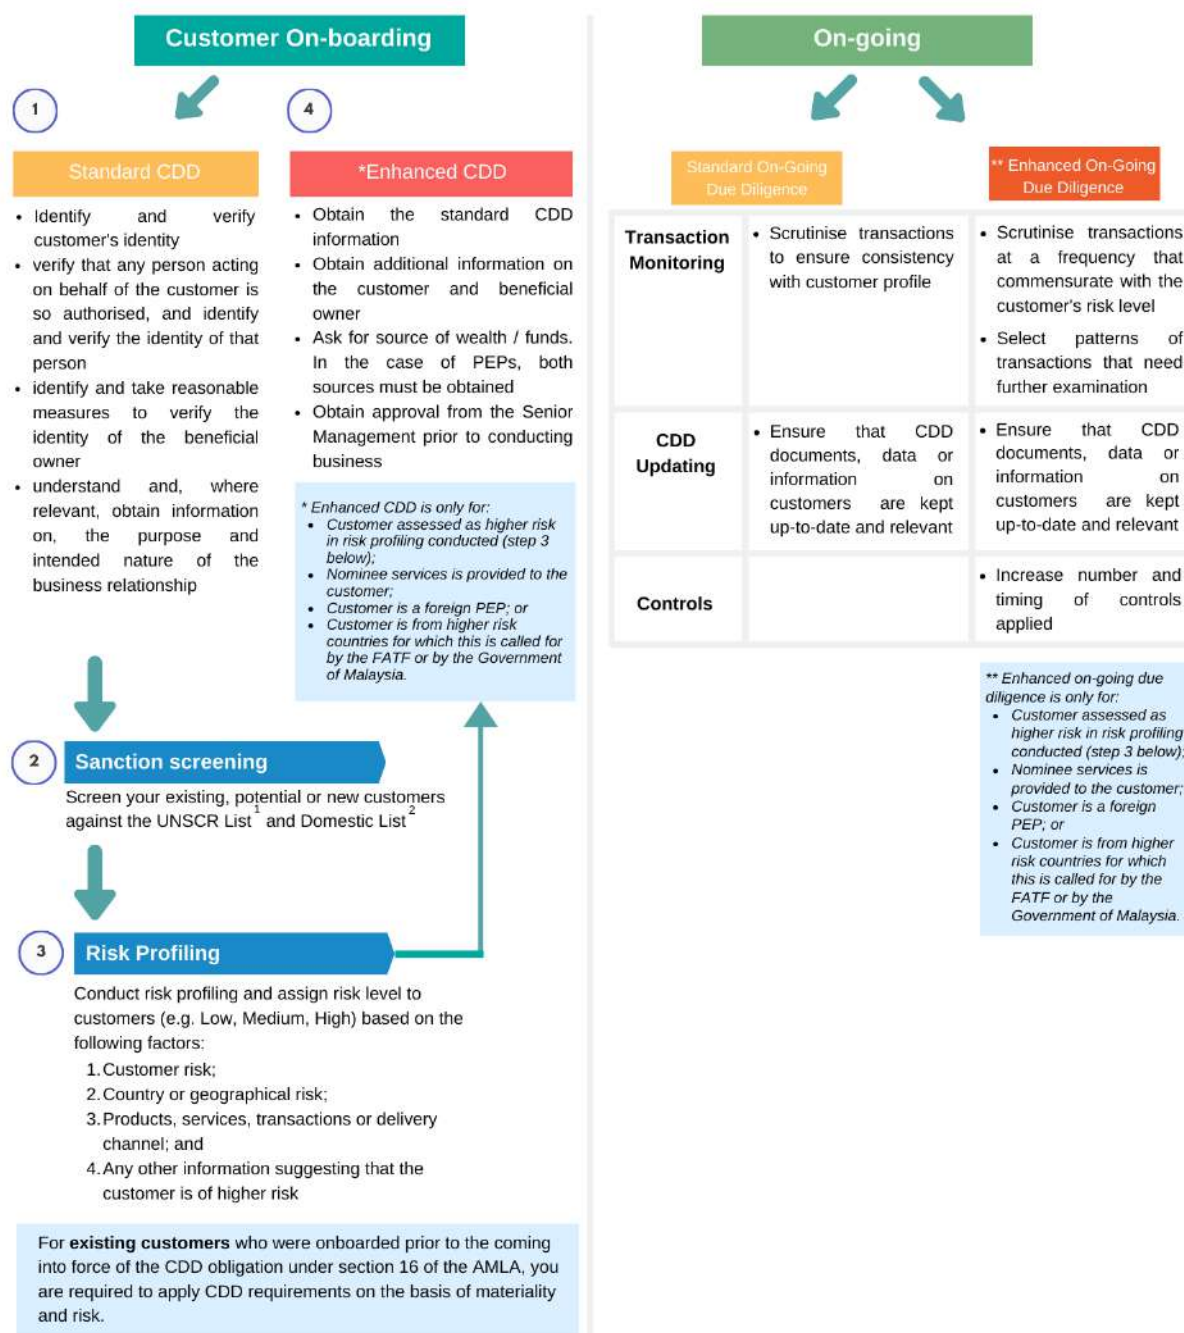 Customer On-boarding
1
4
Standard CDD
• Identify and verify
customer's identity
• verify that any person acting
on behalf of the customer is
so authorised, and identify
and verify the identity of that
person
• identify and take reasonable
measures to verify the
identity of the beneficial
owner
• understand and, where
relevant, obtain information
on, the purpose and
intended nature of the
business relationship
*Enhanced CDD
• Obtain the standard CDD
information
• Obtain additional information on
the customer and beneficial
owner
• Ask for source of wealth / funds.
In the case of PEPs, both
sources must be obtained
• Obtain approval from the Senior
Management prior to conducting
business
* Enhanced CDD is only for:
• Customer assessed as higher risk
in risk profiling conducted (step 3
below);
• Nominee services is provided to the
customer;
• Customer is a foreign PEP; or
• Customer is from higher risk
countries for which this is called for
by the FATF or by the Government
of Malaysia.
2
Sanction screening
Screen your existing, potential or new customers
against the UNSCR List1 and Domestic List2
3
Risk Profiling
Conduct risk profiling and assign risk level to
customers (e.g. Low, Medium, High) based on the
following factors:
1. Customer risk;
2. Country or geographical risk;
3. Products, services, transactions or delivery
channel; and
4. Any other information suggesting that the
customer is of higher risk
For existing customers who were onboarded prior to the coming
into force of the CDD obligation under section 16 of the AMLA, you
are required to apply CDD requirements on the basis of materiality
and risk.
On-going
Standard On-Going
Due Diligence
** Enhanced On-Going
Due Diligence
Transaction
Monitoring
• Scrutinise transactions
to ensure consistency
with customer profile
• Scrutinise transactions
at a frequency that
commensurate with the
customer's risk level
• Select patterns of
transactions that need
further examination
CDD
Updating
• Ensure that CDD
documents, data or
information on
customers are kept
up-to-date and relevant
• Ensure that CDD
documents, data or
information on
customers are kept
up-to-date and relevant
Controls
• Increase number and
timing of controls
applied
** Enhanced on-going due
diligence is only for:
• Customer assessed as
higher risk in risk profiling
conducted (step 3 below);
• Nominee services is
provided to the customer;
• Customer is a foreign
PEP; or
• Customer is from higher
risk countries for which
this is called for by the
FATF or by the
Government of Malaysia.